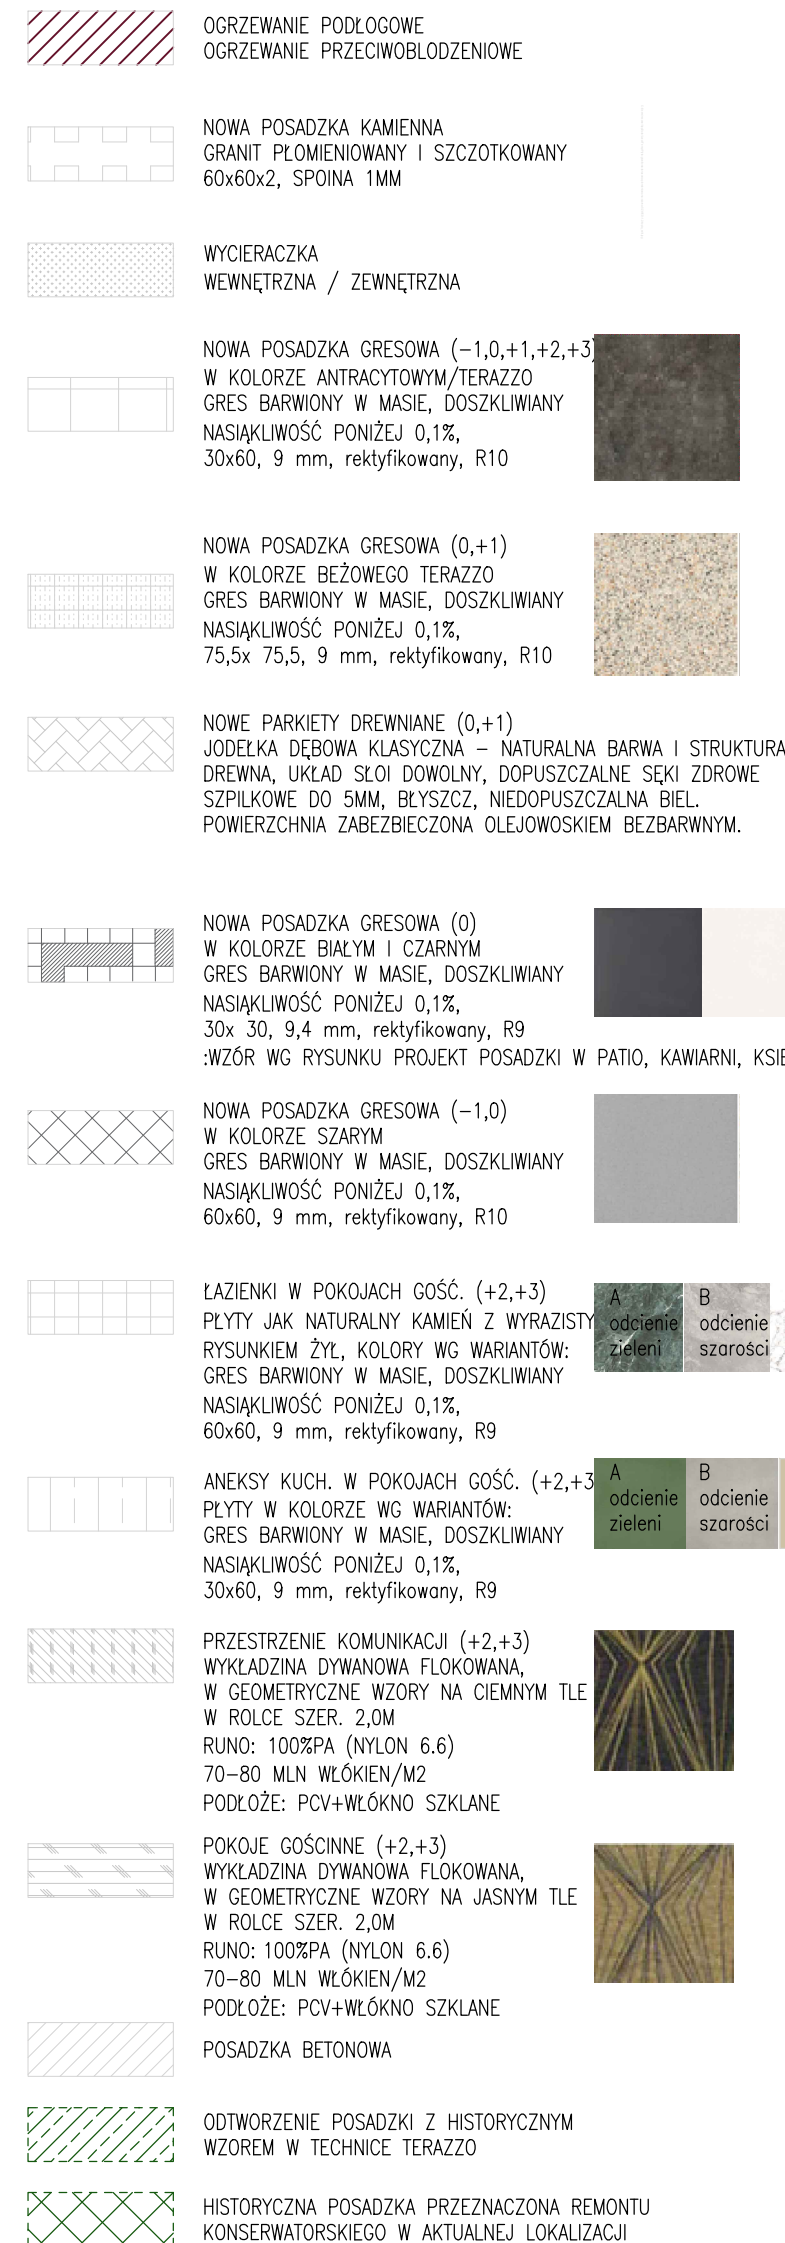 OGRZEWANIE PODŁOGOWE
OGRZEWANIE PRZECIWOBLODZENIOWE
NOWA POSADZKA KAMIENNA
GRANIT PŁOMIENIOWANY I SZCZOTKOWANY
60x60x2, SPOINA 1MM
WYCIERACZKA
WEWNĘTRZNA / ZEWNĘTRZNA
NOWA POSADZKA GRESOWA (-1,0,+1,+2,+3)
W KOLORZE ANTRACYTOWYM/TERAZZO
GRES BARWIONY W MASIE, DOSZKLIWIANY
NASIĄKLIWOŚĆ PONIŻEJ 0,1%,
30x60, 9 mm, rektyfikowany, R10
NOWA POSADZKA GRESOWA (0,+1)
W KOLORZE BEŻOWEGO TERAZZO
GRES BARWIONY W MASIE, DOSZKLIWIANY
NASIĄKLIWOŚĆ PONIŻEJ 0,1%,
75,5x 75,5, 9 mm, rektyfikowany, R10
NOWE PARKIETY DREWNIANE (0,+1)
JODEŁKA DĘBOWA KLASYCZNA – NATURALNA BARWA I STRUKTURA
DREWNA, UKŁAD SŁOI DOWOLNY, DOPUSZCZALNE SĘKI ZDROWE
SZPILKOWE DO 5MM, BŁYSZCZ, NIEDOPUSZCZALNA BIEL.
POWIERZCHNIA ZABEZBIECZONA OLEJOWOSKIEM BEZBARWNYM.
NOWA POSADZKA GRESOWA (0)
W KOLORZE BIAŁYM I CZARNYM
GRES BARWIONY W MASIE, DOSZKLIWIANY
NASIĄKLIWOŚĆ PONIŻEJ 0,1%,
30x 30, 9,4 mm, rektyfikowany, R9
:WZÓR WG RYSUNKU PROJEKT POSADZKI W PATIO, KAWIARNI, KSIE
NOWA POSADZKA GRESOWA (-1,0)
W KOLORZE SZARYM
GRES BARWIONY W MASIE, DOSZKLIWIANY
NASIĄKLIWOŚĆ PONIŻEJ 0,1%,
60x60, 9 mm, rektyfikowany, R10
ŁAZIENKI W POKOJACH GOŚĆ. (+2,+3)
PŁYTY JAK NATURALNY KAMIEŃ Z WYRAZISTY
RYSUNKIEM ŻYŁ, KOLORY WG WARIANTÓW:
GRES BARWIONY W MASIE, DOSZKLIWIANY
NASIĄKLIWOŚĆ PONIŻEJ 0,1%,
60x60, 9 mm, rektyfikowany, R9
A
odcienie
zieleni
B
odcienie
szarości
ANEKSY KUCH. W POKOJACH GOŚĆ. (+2,+3
PŁYTY W KOLORZE WG WARIANTÓW:
GRES BARWIONY W MASIE, DOSZKLIWIANY
NASIĄKLIWOŚĆ PONIŻEJ 0,1%,
30x60, 9 mm, rektyfikowany, R9
A
odcienie
zieleni
B
odcienie
szarości
PRZESTRZENIE KOMUNIKACJI (+2,+3)
WYKŁADZINA DYWANOWA FLOKOWANA,
W GEOMETRYCZNE WZORY NA CIEMNYM TLE
W ROLCE SZER. 2,0M
RUNO: 100%PA (NYLON 6.6)
70-80 MLN WŁÓKIEN/M2
PODŁOŻE: PCV+WŁÓKNO SZKLANE
POKOJE GOŚCINNE (+2,+3)
WYKŁADZINA DYWANOWA FLOKOWANA,
W GEOMETRYCZNE WZORY NA JASNYM TLE
W ROLCE SZER. 2,0M
RUNO: 100%PA (NYLON 6.6)
70-80 MLN WŁÓKIEN/M2
PODŁOŻE: PCV+WŁÓKNO SZKLANE
POSADZKA BETONOWA
ODTWORZENIE POSADZKI Z HISTORYCZNYM
WZOREM W TECHNICE TERAZZO
HISTORYCZNA POSADZKA PRZEZNACZONA REMONTU
KONSERWATORSKIEGO W AKTUALNEJ LOKALIZACJI